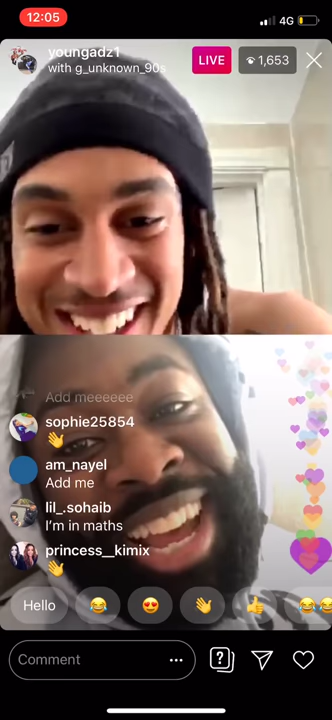 12:05
4G
youngadz1
with g_unknown_90s
LIVE
1,653
Add meeeeee
sophie25854
👋
am_nayel
Add me
lil_.sohaib
I'm in maths
princess__kimix
👋
Hello
Comment